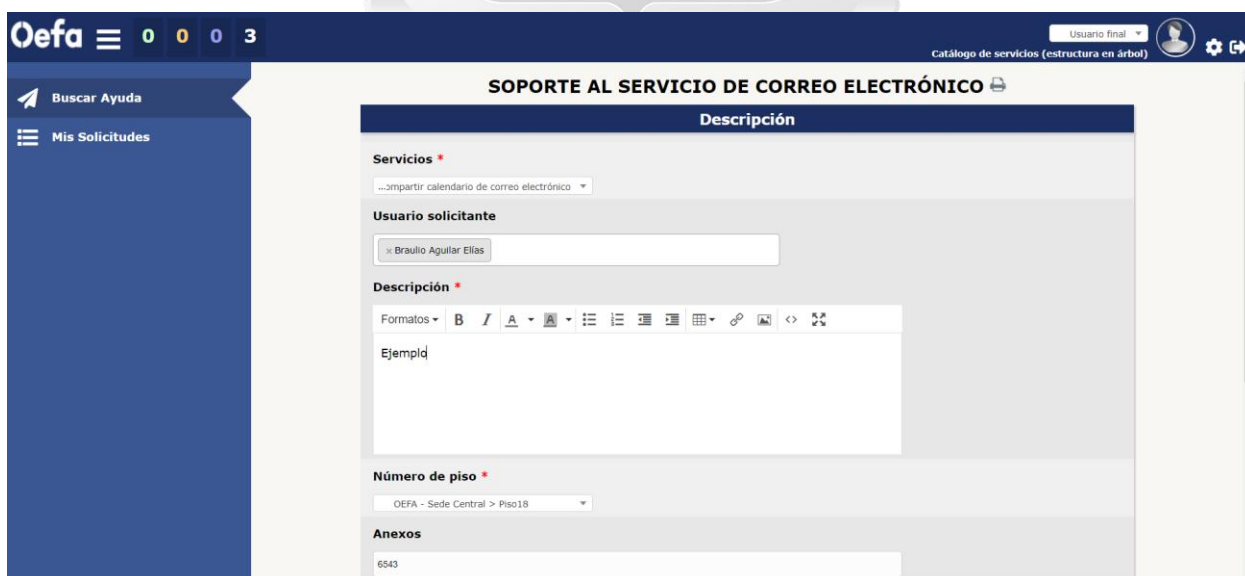 Oefa 0 0 0 3
Usuario final
Catálogo de servicios (estructura en árbol)
Buscar Ayuda
Mis Solicitudes
SOPORTE AL SERVICIO DE CORREO ELECTRÓNICO
Descripción
Servicios *
...ompartir calendario de correo electrónico
Usuario solicitante
× Braulio Aguilar Elías
Descripción *
Formatos B I A A
Ejemplo
Número de piso *
OEFA - Sede Central > Piso18
Anexos
6543